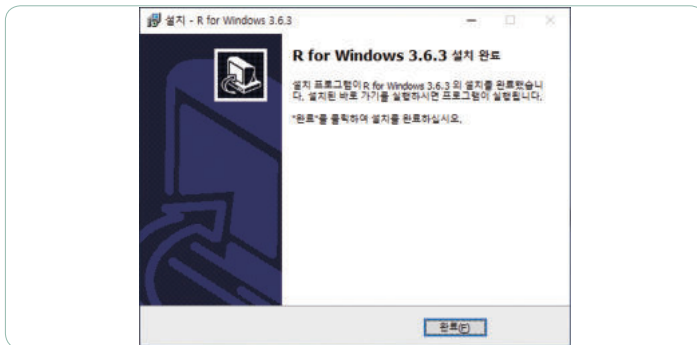 설치 - R for Windows 3.6.3
R for Windows 3.6.3 설치 완료
설치 프로그램이 R for Windows 3.6.3 의 설치를 완료했습니
다. 설치된 바로 가기를 실행하시면 프로그램이 실행됩니다.
"완료"를 클릭하여 설치를 완료하십시오.
완료(F)